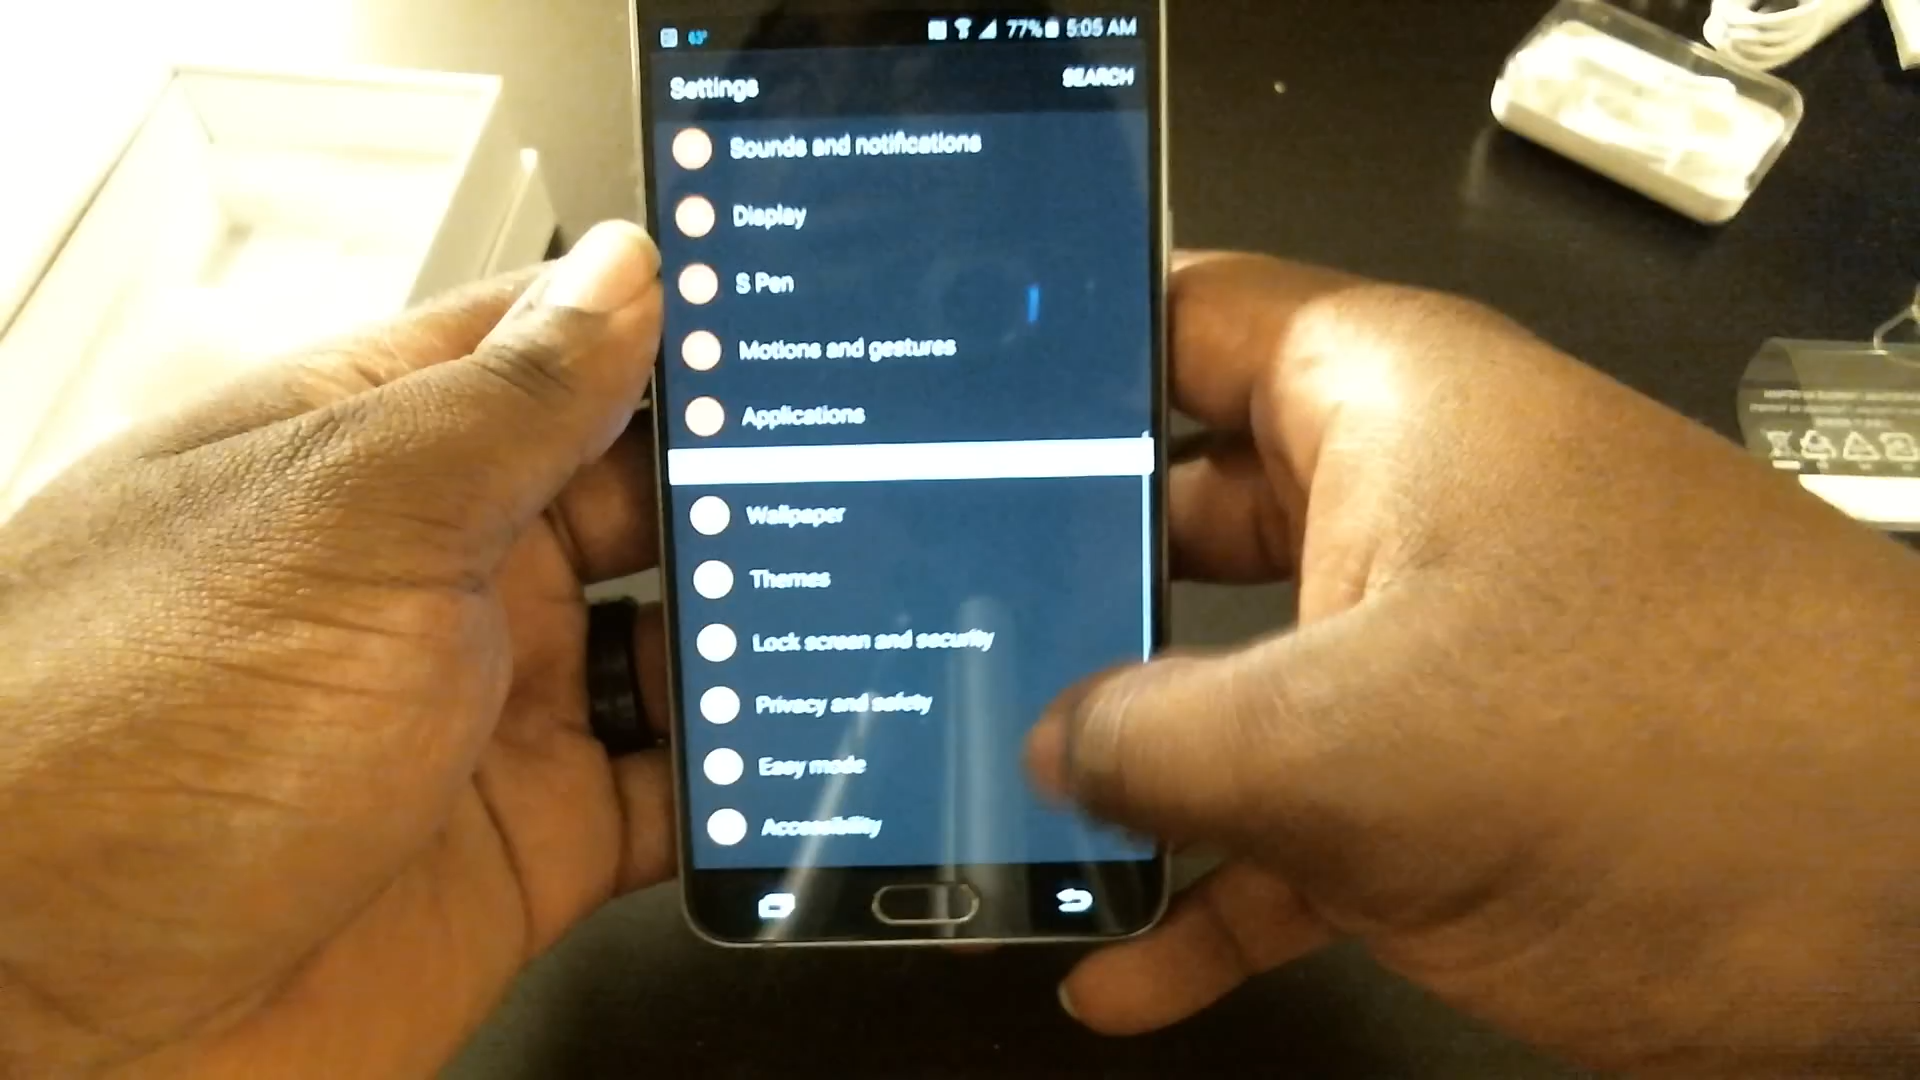 63°
77% 5:05 AM
Settings
SEARCH
Sounds and notifications
Display
S Pen
Motions and gestures
Applications
Wallpaper
Themes
Lock screen and security
Privacy and safety
Easy mode
Accessibility